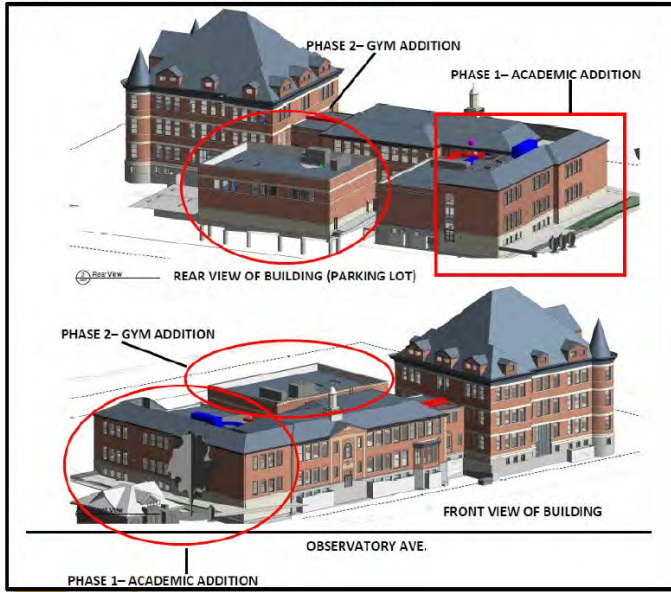 PHASE 2– GYM ADDITION
PHASE 1– ACADEMIC ADDITION
Rear View
REAR VIEW OF BUILDING (PARKING LOT)
PHASE 2– GYM ADDITION
FRONT VIEW OF BUILDING
OBSERVATORY AVE.
PHASE 1– ACADEMIC ADDITION